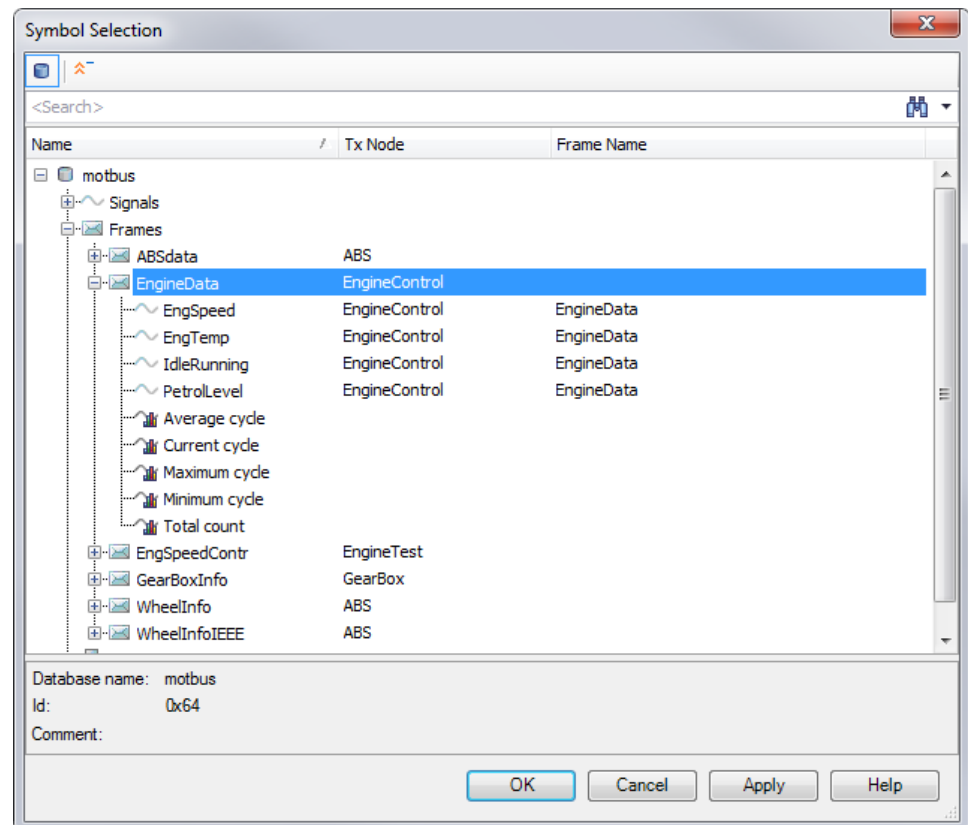 Symbol Selection
<Search>
Name Tx Node Frame Name
motbus
Signals
Frames
ABSdata ABS
EngineData EngineControl
EngSpeed EngineControl EngineData
EngTemp EngineControl EngineData
IdleRunning EngineControl EngineData
PetrolLevel EngineControl EngineData
Average cycle
Current cycle
Maximum cycle
Minimum cycle
Total count
EngSpeedContr EngineTest
GearBoxInfo GearBox
WheelInfo ABS
WheelInfoIEEE ABS
Database name: motbus
Id: 0x64
Comment:
OK Cancel Apply Help